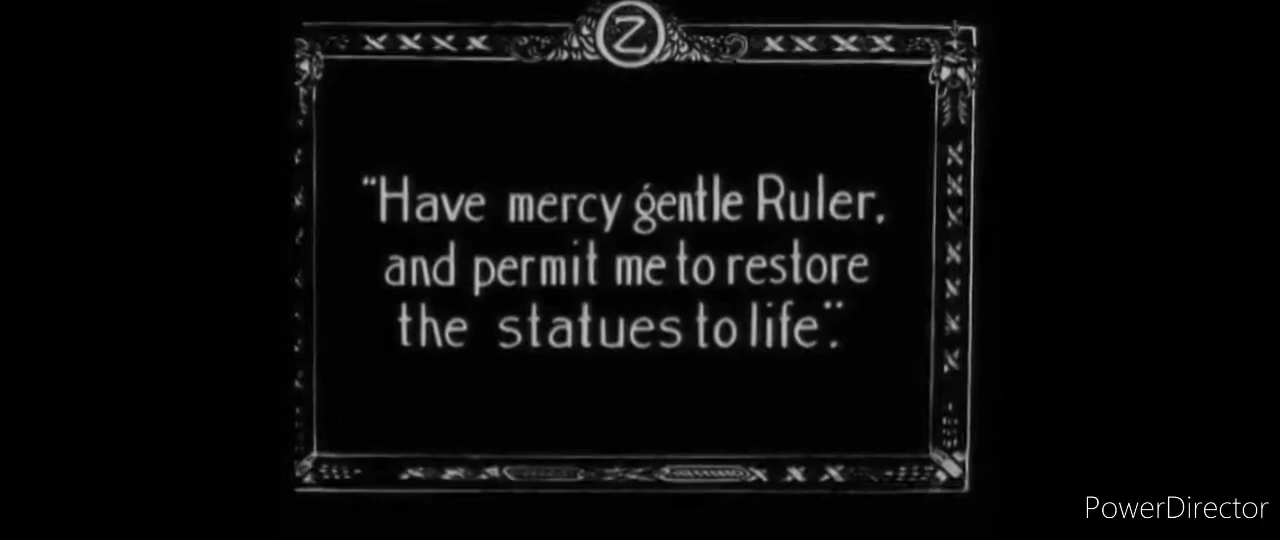 Z
"Have mercy gentle Ruler,
and permit me to restore
the statues to life."
PowerDirector